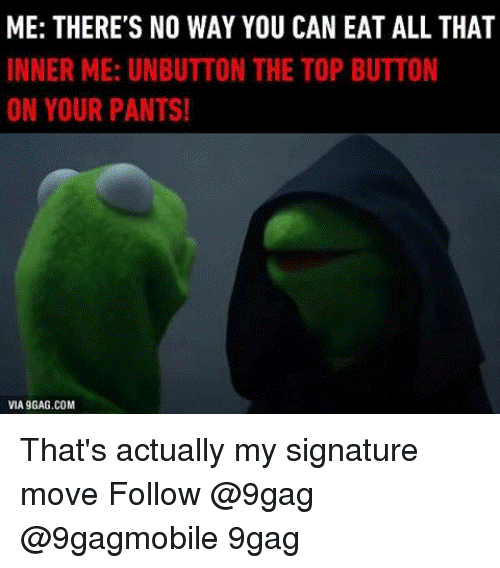 ME: THERE'S NO WAY YOU CAN EAT ALL THAT
INNER ME: UNBUTTON THE TOP BUTTON
ON YOUR PANTS!
VIA 9GAG.COM
That's actually my signature
move Follow @9gag
@9gagmobile 9gag